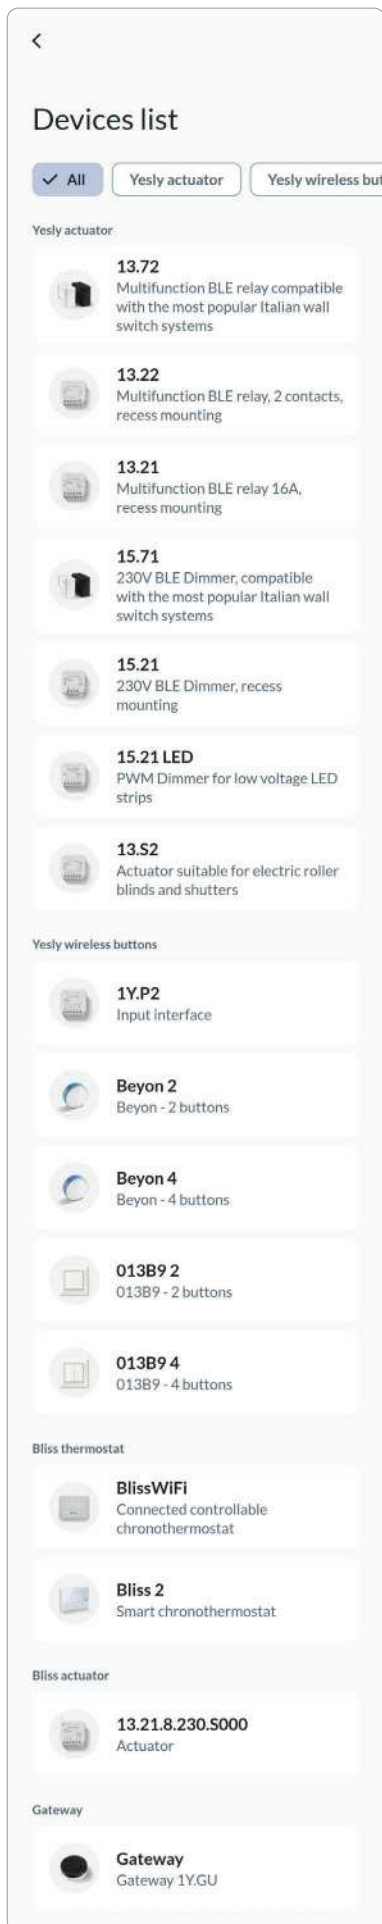 Devices list
All
Yesly actuator
Yesly wireless but
Yesly actuator
13.72
Multifunction BLE relay compatible
with the most popular Italian wall
switch systems
13.22
Multifunction BLE relay, 2 contacts,
recess mounting
13.21
Multifunction BLE relay 16A,
recess mounting
15.71
230V BLE Dimmer, compatible
with the most popular Italian wall
switch systems
15.21
230V BLE Dimmer, recess
mounting
15.21 LED
PWM Dimmer for low voltage LED
strips
13.S2
Actuator suitable for electric roller
blinds and shutters
Yesly wireless buttons
1Y.P2
Input interface
Beyon 2
Beyon - 2 buttons
Beyon 4
Beyon - 4 buttons
013B9 2
013B9 - 2 buttons
013B9 4
013B9 - 4 buttons
Bliss thermostat
BlissWiFi
Connected controllable
chronothermostat
Bliss 2
Smart chronothermostat
Bliss actuator
13.21.8.230.S000
Actuator
Gateway
Gateway
Gateway 1Y.GU